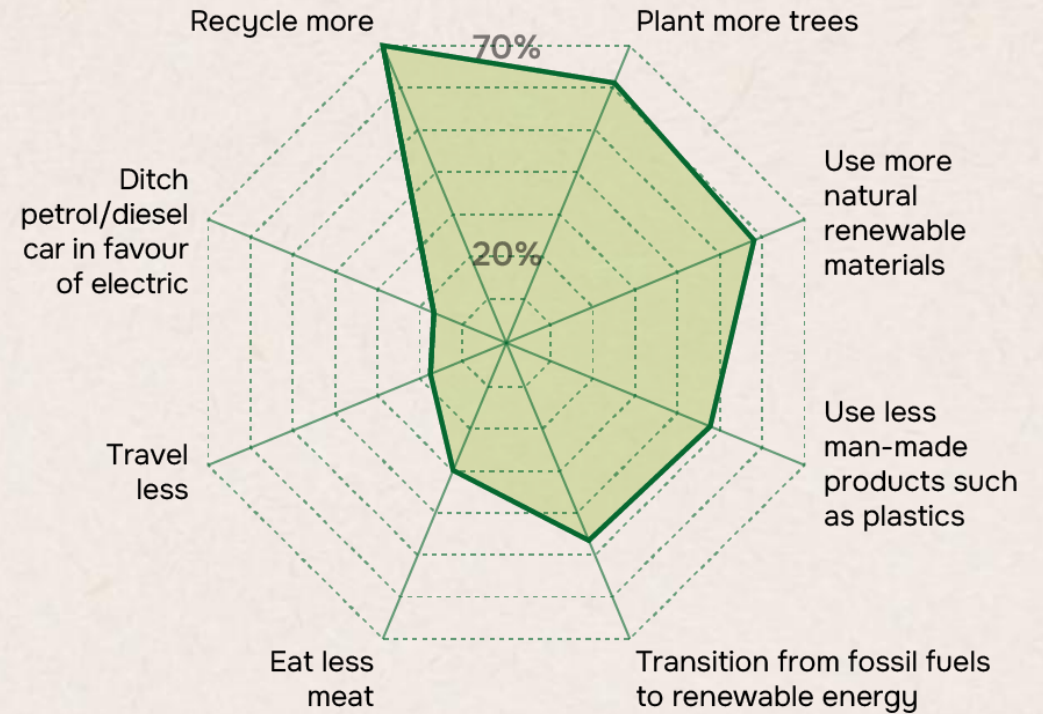 Recycle more
Plant more trees
70%
Use more
natural
renewable
materials
Ditch
petrol/diesel
car in favour
of electric
20%
Use less
man-made
products such
as plastics
Travel
less
Eat less
meat
Transition from fossil fuels
to renewable energy